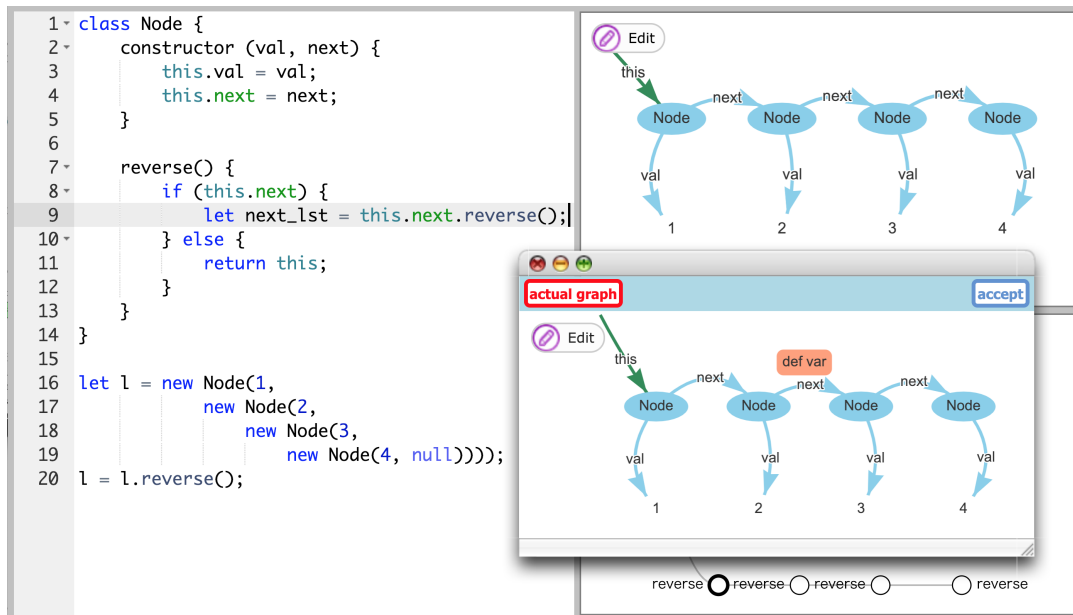 1 class Node {
2     constructor (val, next) {
3         this.val = val;
4         this.next = next;
5     }
6
7     reverse() {
8         if (this.next) {
9             let next_lst = this.next.reverse();
10         } else {
11             return this;
12         }
13     }
14 }
15
16 let l = new Node(1,
17             new Node(2,
18                 new Node(3,
19                     new Node(4, null))));
20 l = l.reverse();
Edit
this
next next next
Node Node Node Node
val val val val
1 2 3 4
actual graph accept
Edit
this
def var
next next next
Node Node Node Node
val val val val
1 2 3 4
reverse reverse reverse reverse